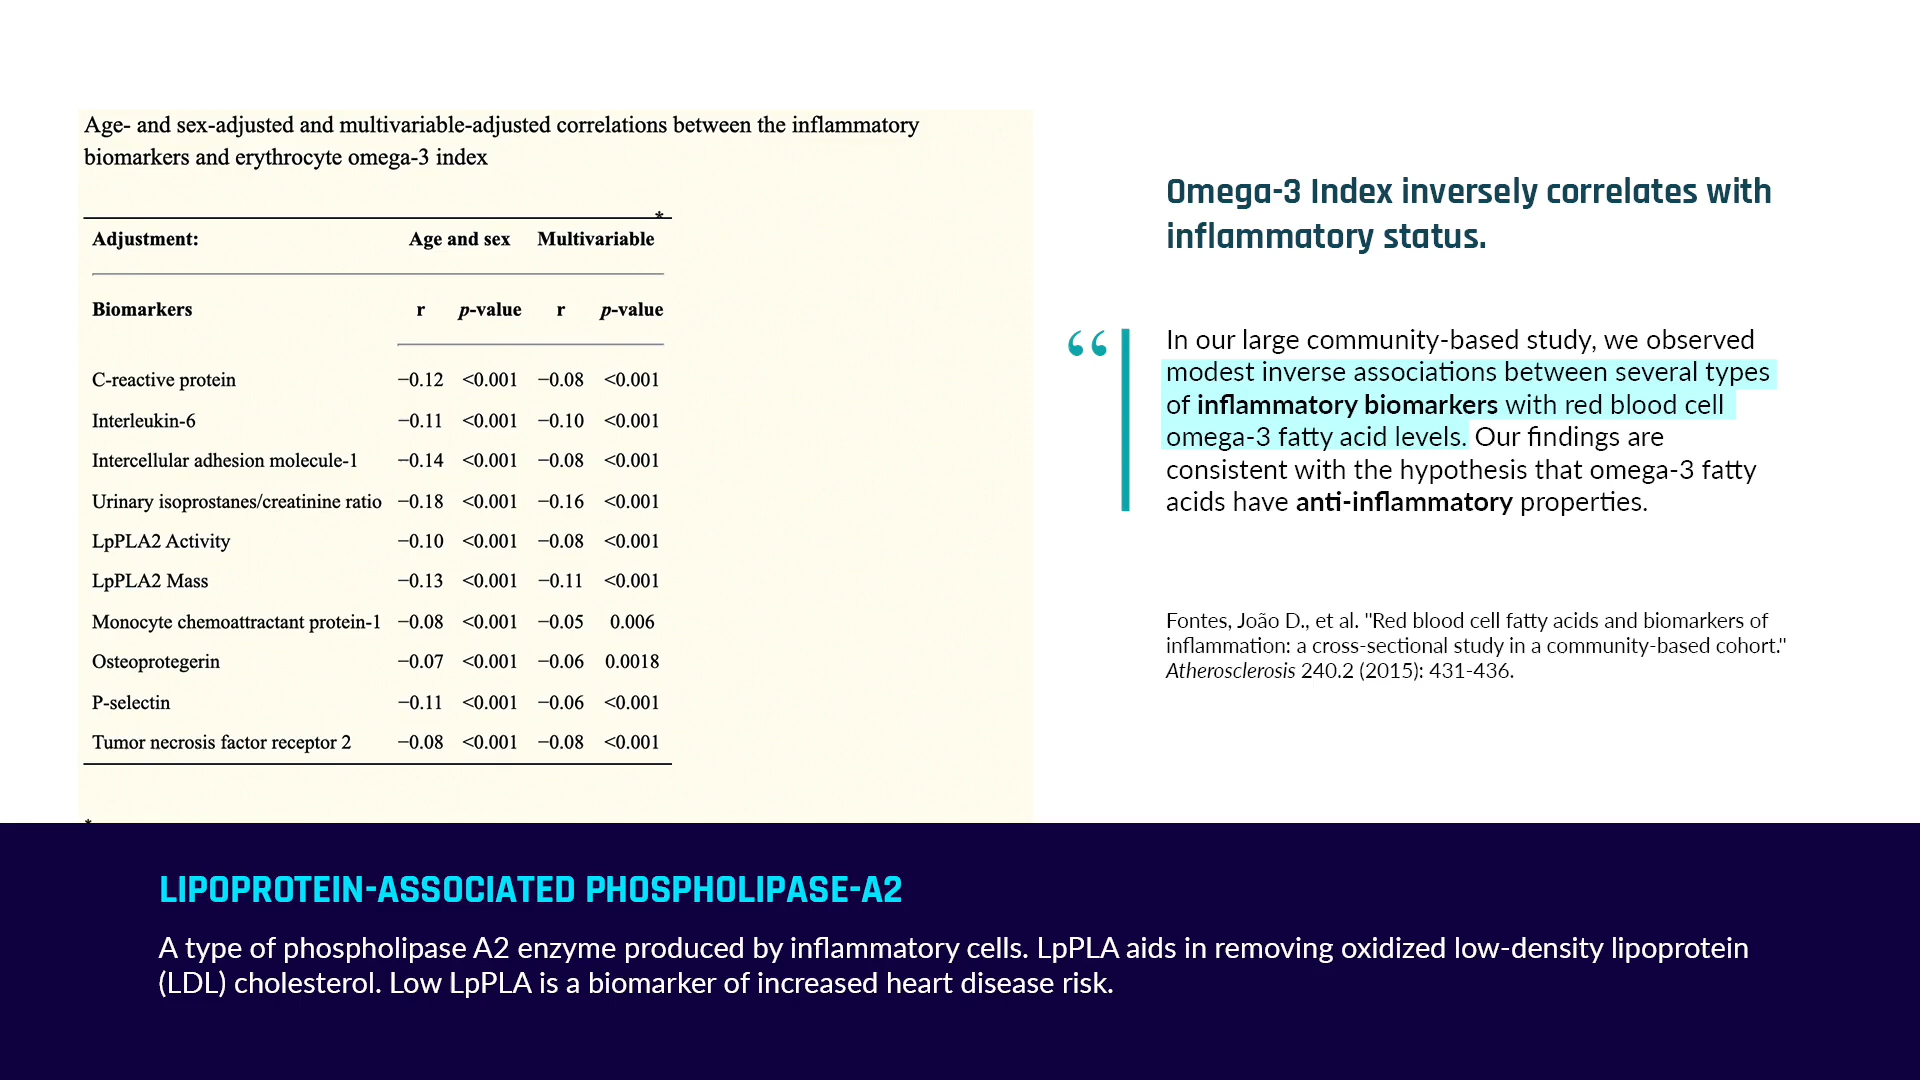 Age- and sex-adjusted and multivariable-adjusted correlations between the inflammatory
biomarkers and erythrocyte omega-3 index
*
Adjustment: Age and sex Multivariable
Biomarkers r p-value r p-value
C-reactive protein −0.12 <0.001 −0.08 <0.001
Interleukin-6 −0.11 <0.001 −0.10 <0.001
Intercellular adhesion molecule-1 −0.14 <0.001 −0.08 <0.001
Urinary isoprostanes/creatinine ratio −0.18 <0.001 −0.16 <0.001
LpPLA2 Activity −0.10 <0.001 −0.08 <0.001
LpPLA2 Mass −0.13 <0.001 −0.11 <0.001
Monocyte chemoattractant protein-1 −0.08 <0.001 −0.05 0.006
Osteoprotegerin −0.07 <0.001 −0.06 0.0018
P-selectin −0.11 <0.001 −0.06 <0.001
Tumor necrosis factor receptor 2 −0.08 <0.001 −0.08 <0.001
*
Omega-3 Index inversely correlates with
inflammatory status.
“
In our large community-based study, we observed
modest inverse associations between several types
of inflammatory biomarkers with red blood cell
omega-3 fatty acid levels. Our findings are
consistent with the hypothesis that omega-3 fatty
acids have anti-inflammatory properties.
Fontes, João D., et al. "Red blood cell fatty acids and biomarkers of
inflammation: a cross-sectional study in a community-based cohort."
Atherosclerosis 240.2 (2015): 431-436.
LIPOPROTEIN-ASSOCIATED PHOSPHOLIPASE-A2
A type of phospholipase A2 enzyme produced by inflammatory cells. LpPLA aids in removing oxidized low-density lipoprotein
(LDL) cholesterol. Low LpPLA is a biomarker of increased heart disease risk.